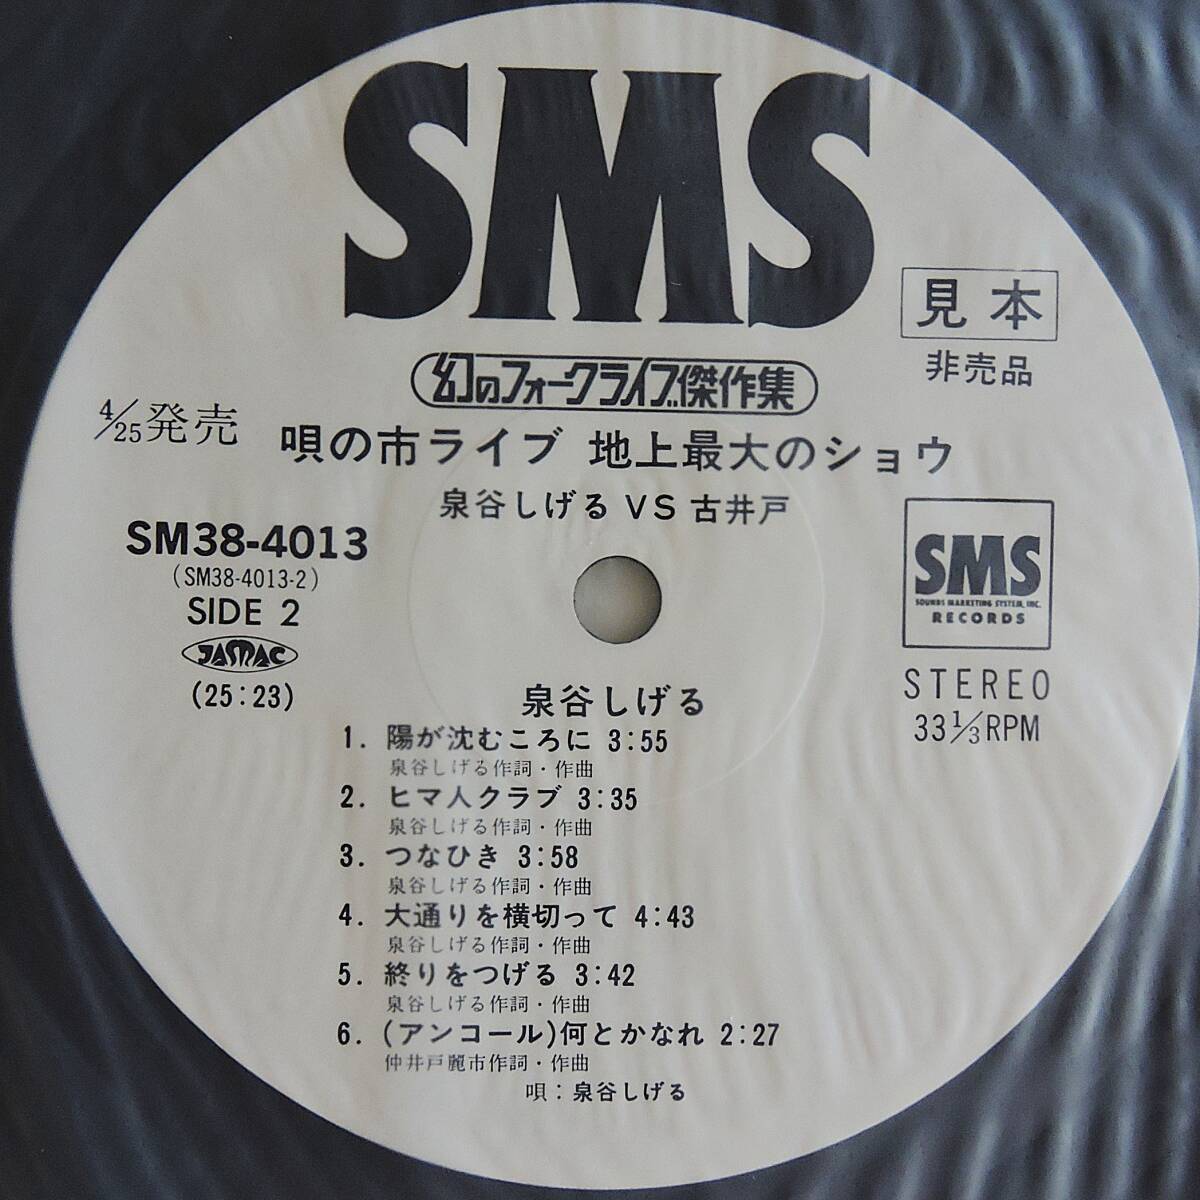 SMS
見本
非売品
幻のフォークライブ傑作集
4/25発売
唄の市ライブ 地上最大のショウ
泉谷しげる VS 古井戸
SM38-4013
(SM38-4013-2)
SIDE 2
JASRAC
(25:23)
SMS
SOUNDS MARKETING SYSTEM, INC.
RECORDS
STEREO
33 1/3 RPM
泉谷しげる
1. 陽が沈むころに 3:55
泉谷しげる作詞・作曲
2. ヒマ人クラブ 3:35
泉谷しげる作詞・作曲
3. つなひき 3:58
泉谷しげる作詞・作曲
4. 大通りを横切って 4:43
泉谷しげる作詞・作曲
5. 終りをつげる 3:42
泉谷しげる作詞・作曲
6. (アンコール)何とかなれ 2:27
仲井戸麗市作詞・作曲
唄：泉谷しげる